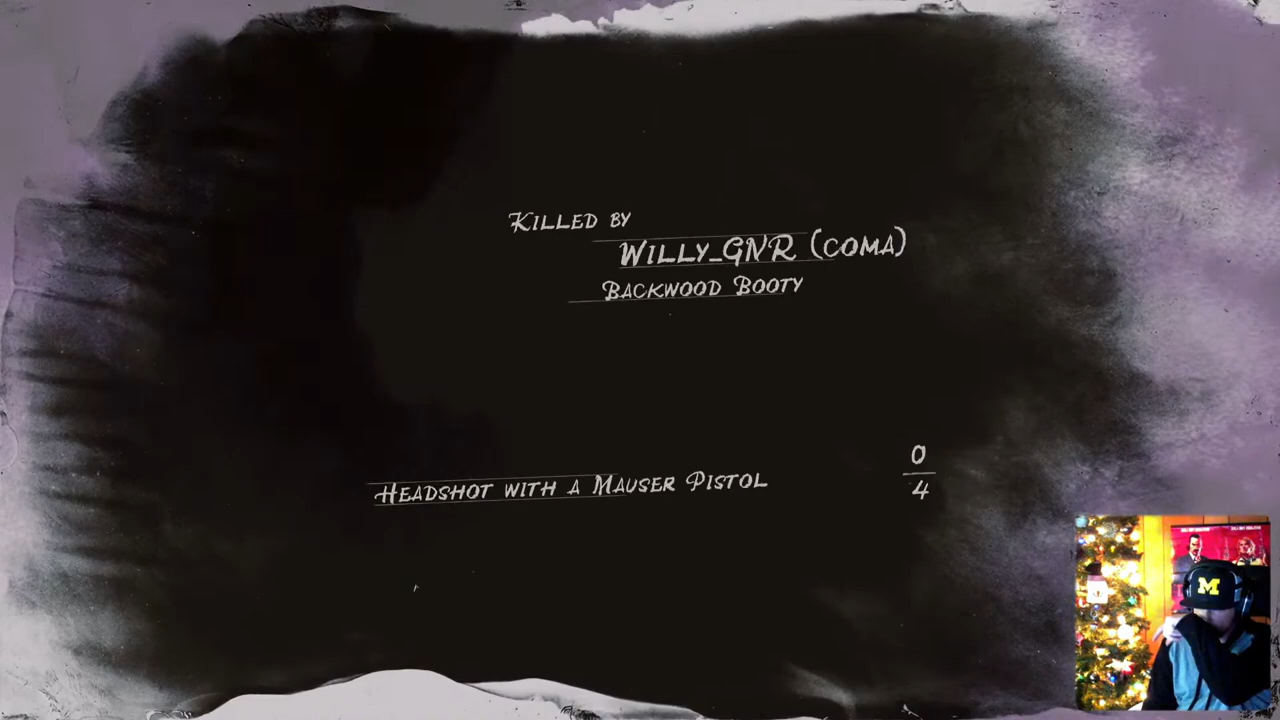 Killed by
Willy_GNR (coma)
Backwood Booty
0
Headshot with a Mauser Pistol
4
M